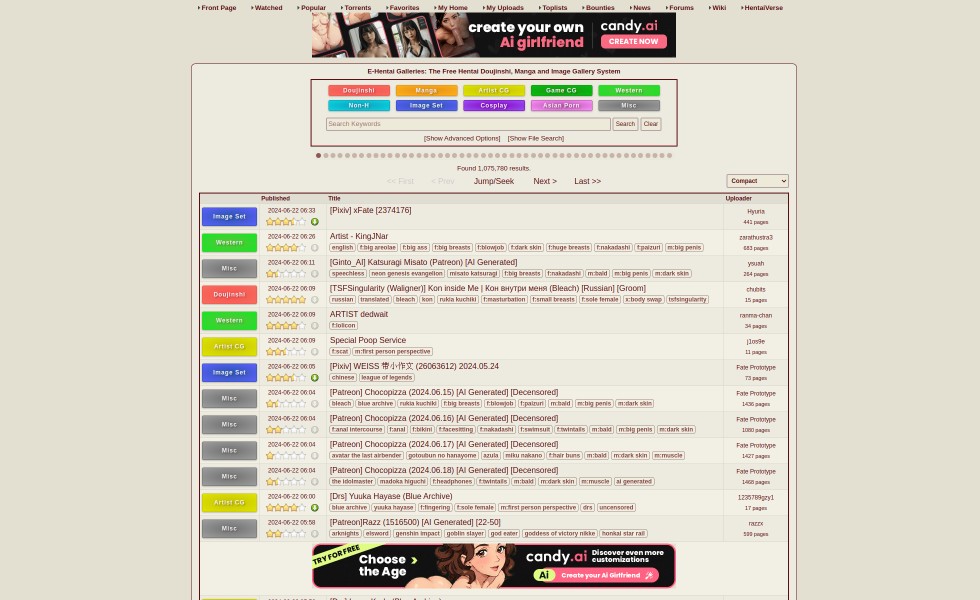 Front Page Watched Popular Torrents Favorites My Home My Uploads Toplists Bounties News Forums Wiki HentaiVerse
create your own
Ai girlfriend
candy.ai
CREATE NOW
E-Hentai Galleries: The Free Hentai Doujinshi, Manga and Image Gallery System
Doujinshi Manga Artist CG Game CG Western
Non-H Image Set Cosplay Asian Porn Misc
Search Keywords Search Clear
[Show Advanced Options] [Show File Search]
Found 1,075,780 results.
<< First < Prev Jump/Seek Next > Last >> Compact
Published Title Uploader
Image Set 2024-06-22 06:33 [Pixiv] xFate [2374176] Hyuria
441 pages
Western 2024-06-22 06:26 Artist - KingJNar zarathustra3
english f:big areolae f:big ass f:big breasts f:blowjob f:dark skin f:huge breasts f:nakadashi f:paizuri m:big penis 683 pages
Misc 2024-06-22 06:11 [Ginto_AI] Katsuragi Misato (Patreon) [AI Generated] ysuah
speechless neon genesis evangelion misato katsuragi f:big breasts f:nakadashi m:bald m:big penis m:dark skin 264 pages
Doujinshi 2024-06-22 06:09 [TSFSingularity (Waligner)] Kon inside Me | Кон внутри меня (Bleach) [Russian] [Groom] chubits
russian translated bleach kon rukia kuchiki f:masturbation f:small breasts f:sole female x:body swap tsfsingularity 15 pages
Western 2024-06-22 06:09 ARTIST dedwait ranma-chan
f:lolicon 34 pages
Artist CG 2024-06-22 06:09 Special Poop Service j1os9e
f:scat m:first person perspective 11 pages
Image Set 2024-06-22 06:05 [Pixiv] WEISS 带小作文 (26063612) 2024.05.24 Fate Prototype
chinese league of legends 73 pages
Misc 2024-06-22 06:04 [Patreon] Chocopizza (2024.06.15) [AI Generated] [Decensored] Fate Prototype
bleach blue archive rukia kuchiki f:big breasts f:blowjob f:paizuri m:bald m:big penis m:dark skin 1436 pages
Misc 2024-06-22 06:04 [Patreon] Chocopizza (2024.06.16) [AI Generated] [Decensored] Fate Prototype
f:anal intercourse f:anal f:bikini f:facesitting f:nakadashi f:swimsuit f:twintails m:bald m:big penis m:dark skin 1080 pages
Misc 2024-06-22 06:04 [Patreon] Chocopizza (2024.06.17) [AI Generated] [Decensored] Fate Prototype
avatar the last airbender gotoubun no hanayome azula miku nakano f:hair buns m:bald m:dark skin m:muscle 1427 pages
Misc 2024-06-22 06:04 [Patreon] Chocopizza (2024.06.18) [AI Generated] [Decensored] Fate Prototype
the idolmaster madoka higuchi f:headphones f:twintails m:bald m:dark skin m:muscle ai generated 1468 pages
Artist CG 2024-06-22 06:00 [Drs) Yuuka Hayase (Blue Archive) 1235789gzy1
blue archive yuuka hayase f:fingering f:sole female m:first person perspective drs uncensored 17 pages
Misc 2024-06-22 05:58 [Patreon]Razz (1516500) [AI Generated] [22-50] razzx
arknights elsword genshin impact goblin slayer god eater goddess of victory nikke honkai star rail 599 pages
TRY FOR FREE
Choose
the Age
candy.ai
Discover even more
customizations
Ai Create your Ai Girlfriend